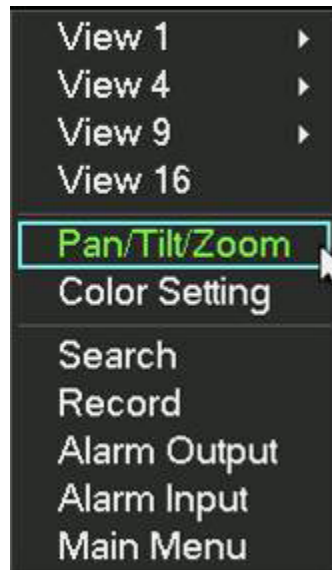 View 1
View 4
View 9
View 16
Pan/Tilt/Zoom
Color Setting
Search
Record
Alarm Output
Alarm Input
Main Menu